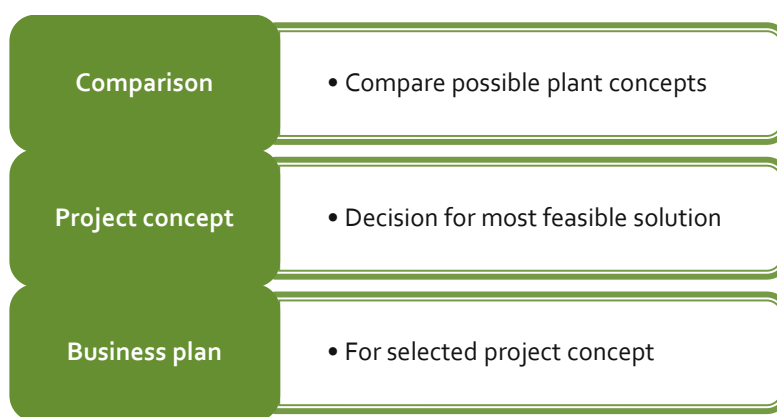 Comparison
• Compare possible plant concepts
Project concept
• Decision for most feasible solution
Business plan
• For selected project concept